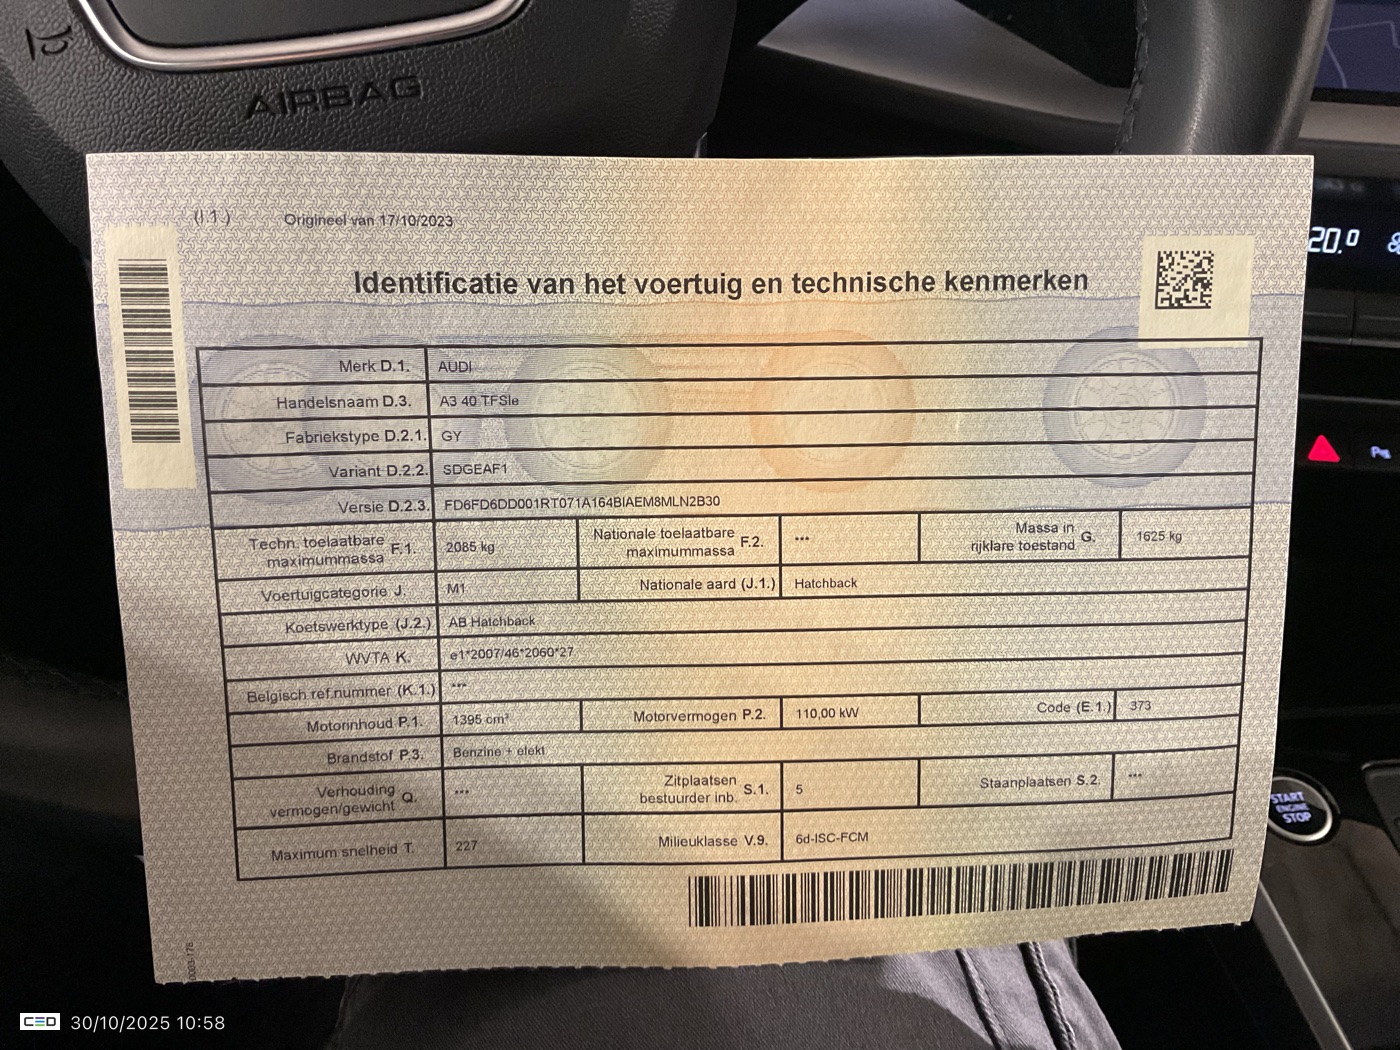 AIRBAG
(I.1.) Origineel van 17/10/2023
Identificatie van het voertuig en technische kenmerken
Merk D.1. AUDI
Handelsnaam D.3. A3 40 TFSIe
Fabriekstype D.2.1. GY
Variant D.2.2. SDGEAF1
Versie D.2.3. FD6FD6DD001RT071A164BIAEM8MLN2B30
Techn. toelaatbare maximummassa F.1. 2085 kg Nationale toelaatbare maximummassa F.2. *** Massa in rijklare toestand G. 1625 kg
Voertuigcategorie J. M1 Nationale aard (J.1.) Hatchback
Koetswerktype (J.2.) AB Hatchback
WVTA K. e1*2007/46*2060*27
Belgisch ref.nummer (K.1.) ***
Motorinhoud P.1. 1395 cm³ Motorvermogen P.2. 110,00 kW Code (E.1.) 373
Brandstof P.3. Benzine + elekt
Verhouding vermogen/gewicht Q. *** Zitplaatsen bestuurder inb. S.1. 5 Staanplaatsen S.2. ***
Maximum snelheid T. 227 Milieuklasse V.9. 6d-ISC-FCM
20.0
START
ENGINE
STOP
CED 30/10/2025 10:58